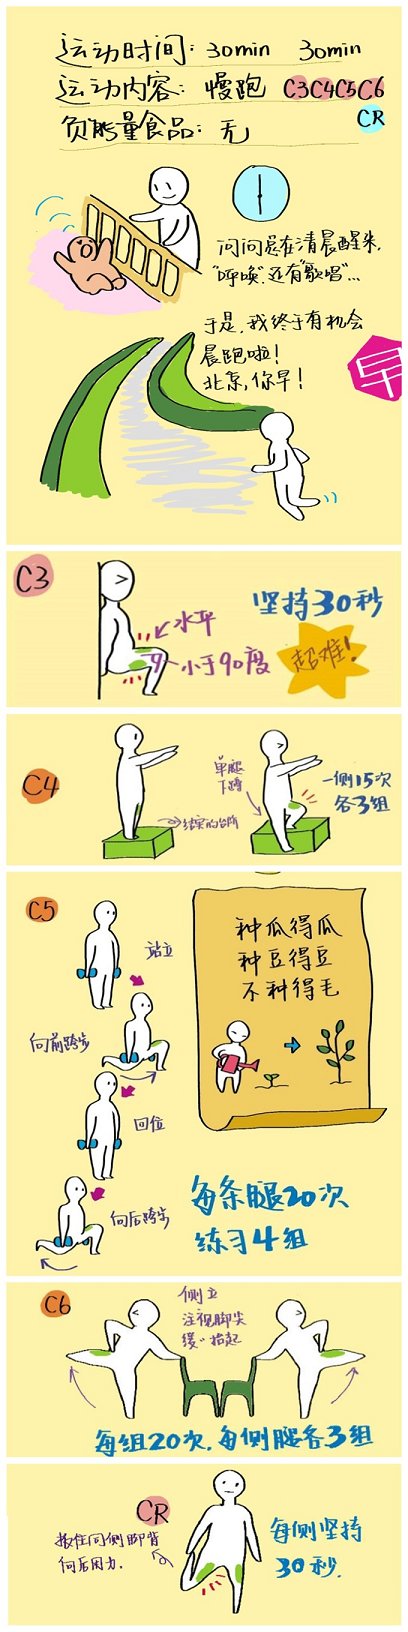 运动时间: 30min 30min
运动内容: 慢跑 C3C4C5C6
负能量食品: 无 CR
问问总在清晨醒来,
"呼唤"还有"歌唱"...
于是,我终于有机会
晨跑啦!
北京,你早!
早
C3
坚持30秒
水平
小于90度
超难!
C4
结实的台阶
单腿
下蹲
一侧15次
各3组
C5
站立
向前跨步
回位
向后跨步
种瓜得瓜
种豆得豆
不种得毛
每条腿20次
练习4组
C6
侧立
注视脚尖
缓缓抬起
每组20次,每侧腿各3组
CR
扳住同侧脚背
向后用力.
每侧坚持
30秒.